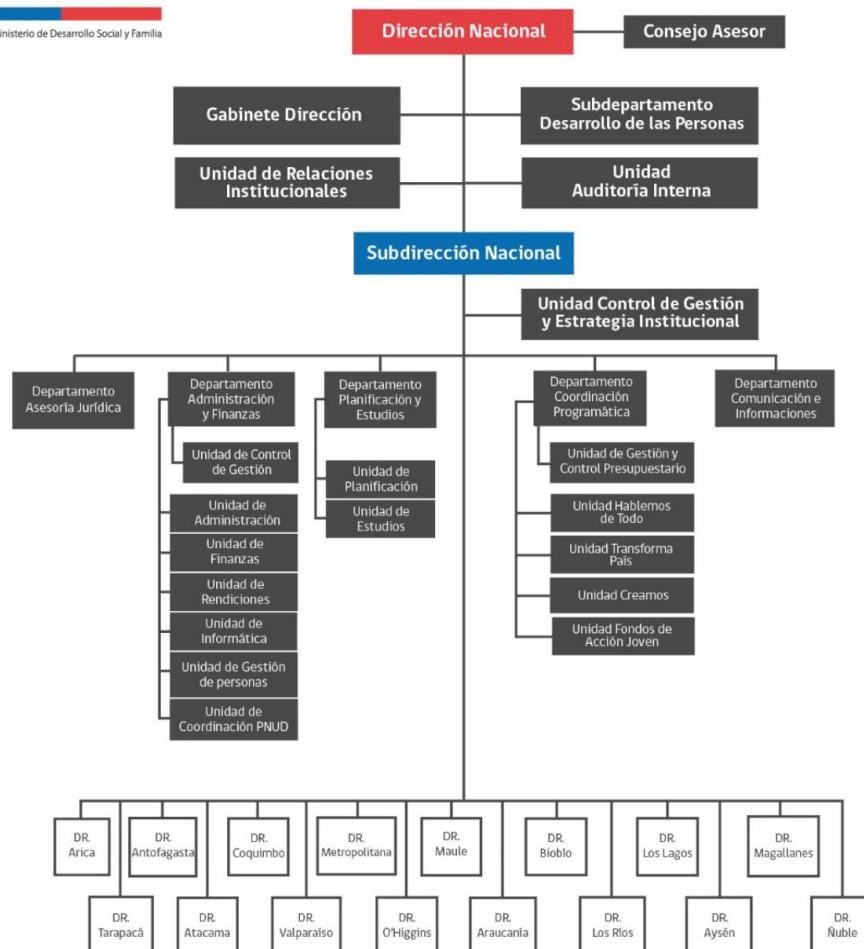 Ministerio de Desarrollo Social y Familia
Dirección Nacional
Consejo Asesor
Gabinete Dirección
Subdepartamento
Desarrollo de las Personas
Unidad de Relaciones
Institucionales
Unidad
Auditoría Interna
Subdirección Nacional
Unidad Control de Gestión
y Estrategia Institucional
Departamento
Asesoría Jurídica
Departamento
Administración
y Finanzas
Unidad de Control
de Gestión
Unidad de
Administración
Unidad de
Finanzas
Unidad de
Rendiciones
Unidad de
Informática
Unidad de Gestión
de personas
Unidad de
Coordinación PNUD
Departamento
Planificación y
Estudios
Unidad de
Planificación
Unidad de
Estudios
Departamento
Coordinación
Programática
Unidad de Gestión y
Control Presupuestario
Unidad Hablemos
de Todo
Unidad Transforma
País
Unidad Creamos
Unidad Fondos de
Acción Joven
Departamento
Comunicación e
Informaciones
DR.
Arica
DR.
Tarapacá
DR.
Antofagasta
DR.
Atacama
DR.
Coquimbo
DR.
Valparaíso
DR.
Metropolitana
DR.
O'Higgins
DR.
Maule
DR.
Araucanía
DR.
Biobío
DR.
Los Ríos
DR.
Los Lagos
DR.
Aysén
DR.
Magallanes
DR.
Ñuble